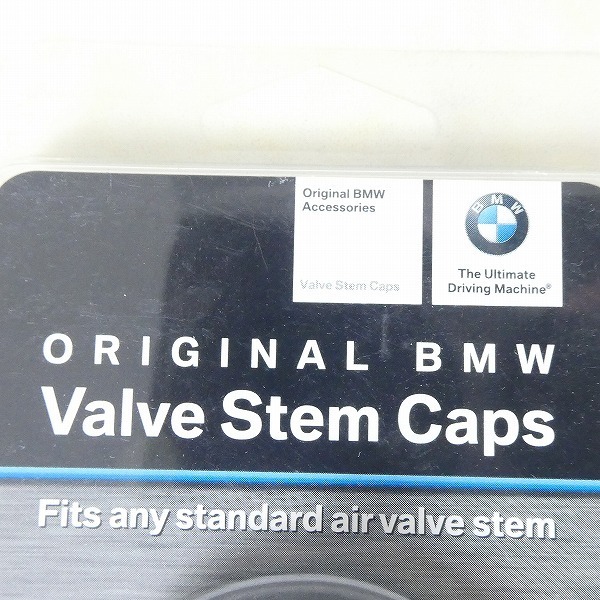 Original BMW
Accessories
Valve Stem Caps
BMW
The Ultimate
Driving Machine®
ORIGINAL BMW
Valve Stem Caps
Fits any standard air valve stem